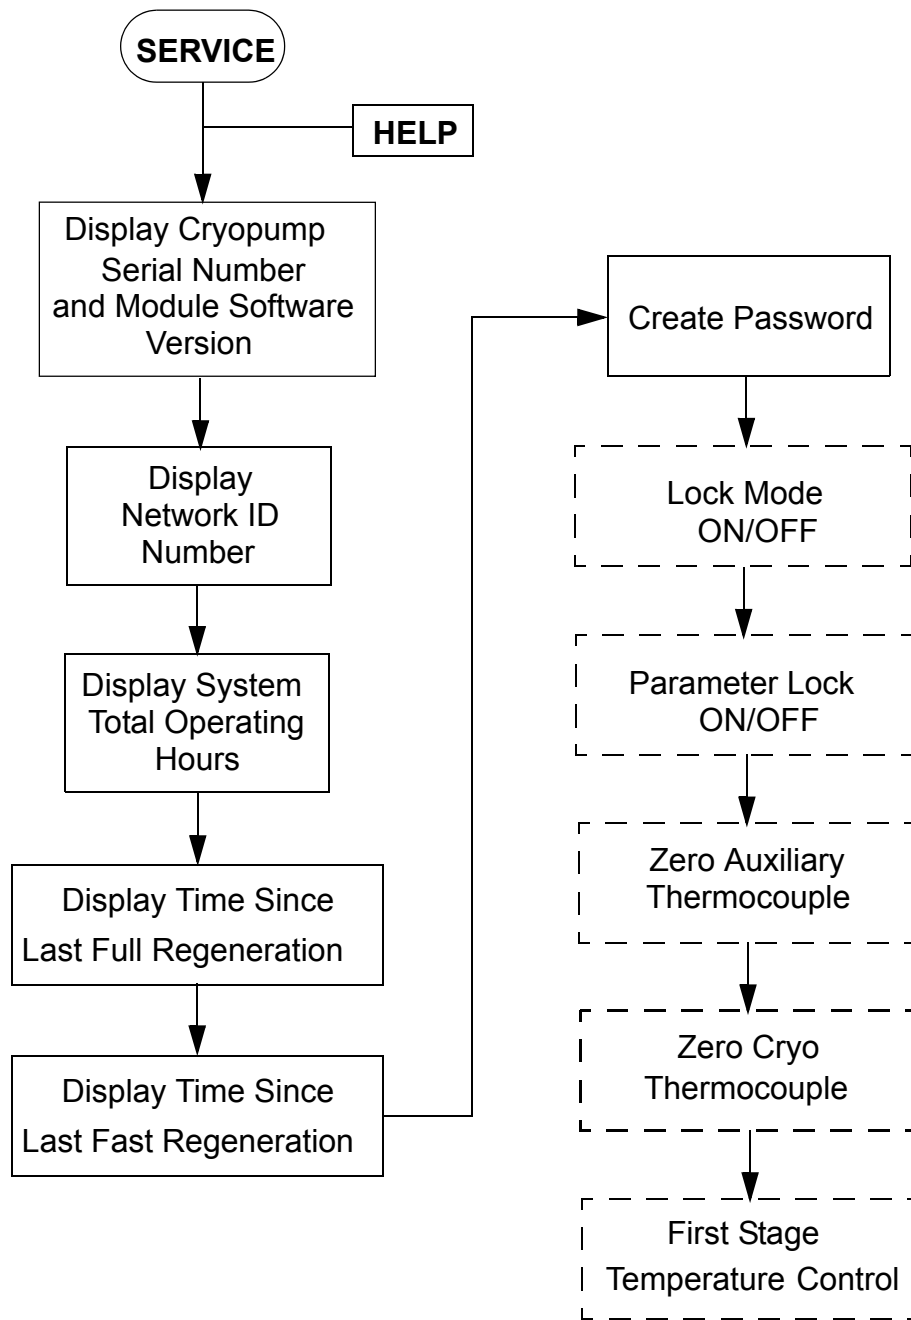 SERVICE
HELP
Display Cryopump
Serial Number
and Module Software
Version
Display
Network ID
Number
Display System
Total Operating
Hours
Display Time Since
Last Full Regeneration
Display Time Since
Last Fast Regeneration
Create Password
Lock Mode
ON/OFF
Parameter Lock
ON/OFF
Zero Auxiliary
Thermocouple
Zero Cryo
Thermocouple
First Stage
Temperature Control